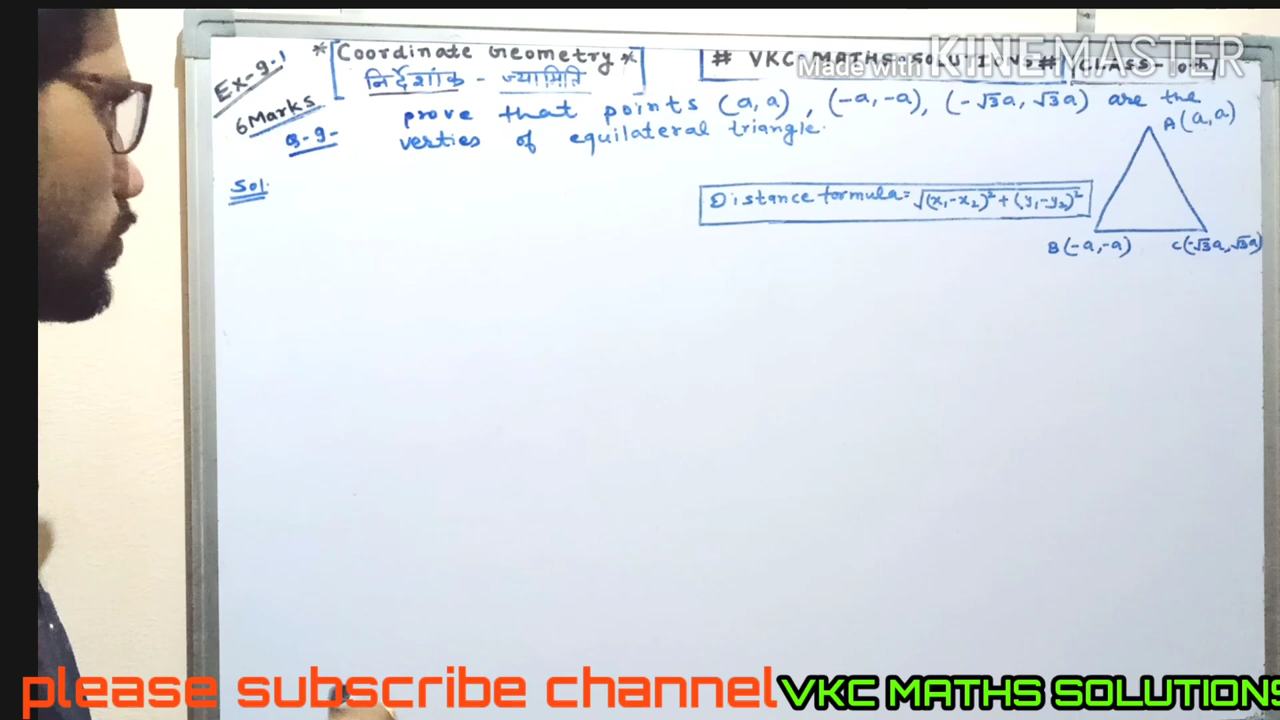 Ex-9.1
*[Coordinate Geometry*]
निर्देशांक - ज्यामिति
# VKC MATHS-SOLUTIONS # CLASS-10th
Made with KINEMASTER
6 Marks
Q-9-
prove that points (a, a), (-a, -a), (-√3a, √3a) are the
verties of equilateral triangle.
A(a, a)
Sol.
Distance formula = √(x₁-x₂)² + (y₁-y₂)²
B(-a, -a)
C(-√3a, √3a)
please subscribe channel VKC MATHS SOLUTIONS